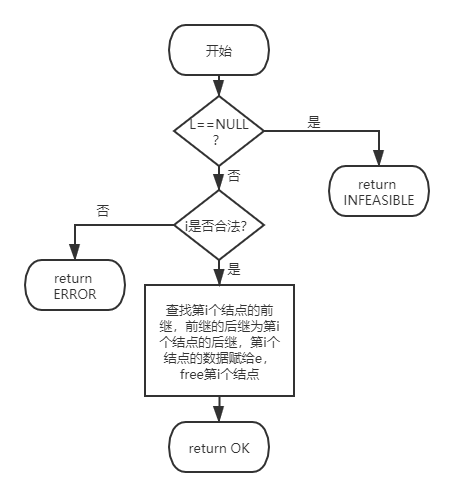 开始
L==NULL
?
是
return
INFEASIBLE
否
i是否合法?
否
return
ERROR
是
查找第i个结点的前
继，前继的后继为第i
个结点的后继，第i个
结点的数据赋给e，
free第i个结点
return OK